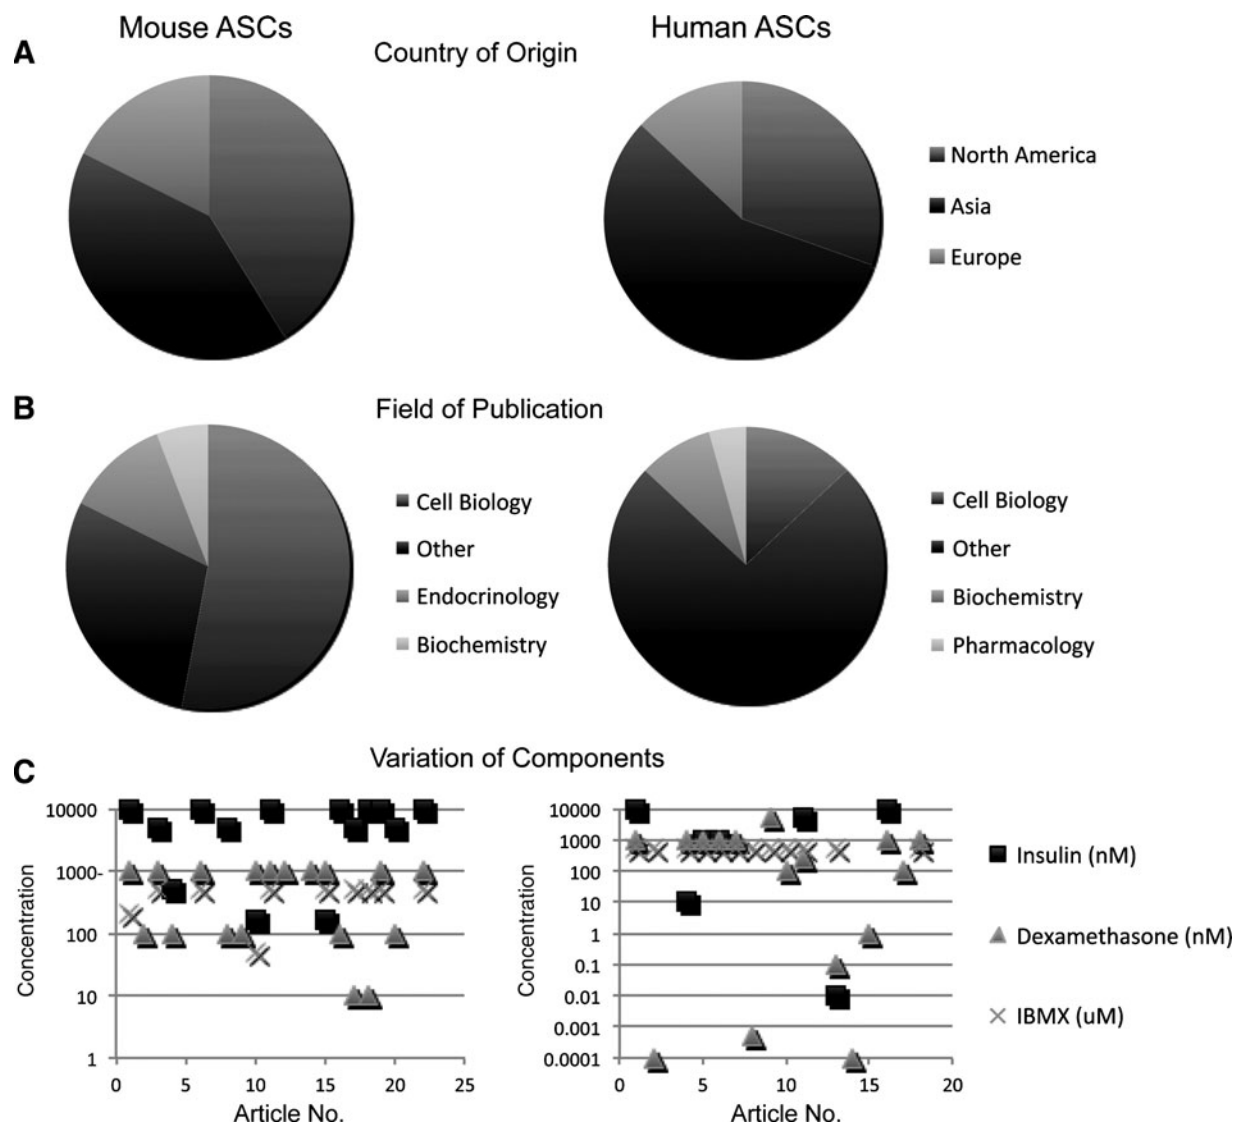 Mouse ASCs
Human ASCs
A
Country of Origin
North America
Asia
Europe
B
Field of Publication
Cell Biology
Other
Endocrinology
Biochemistry
Cell Biology
Other
Biochemistry
Pharmacology
C
Variation of Components
Concentration
10000
1000-
100
10
1
0 5 10 15 20 25
Article No.
Concentration
10000
1000
100
10
1
0.1
0.01
0.001
0.0001
0 5 10 15 20
Article No.
Insulin (nM)
Dexamethasone (nM)
IBMX (uM)